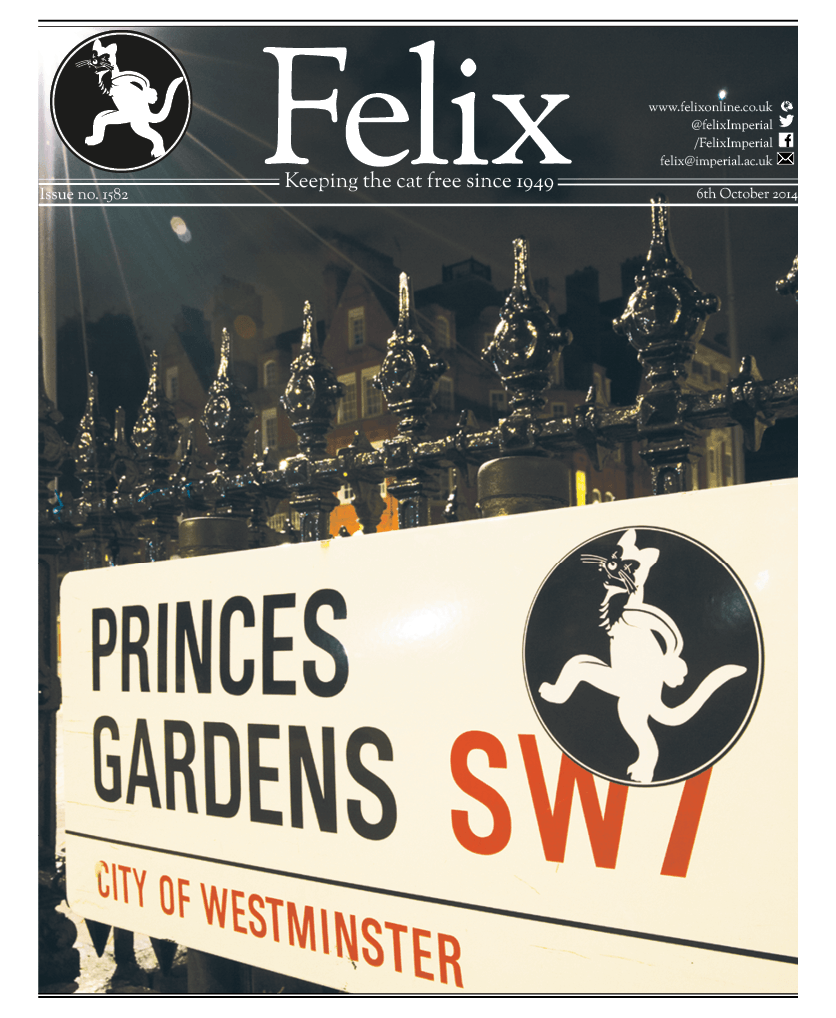 Felix
www.felixonline.co.uk
@felixImperial
/FelixImperial
felix@imperial.ac.uk
Keeping the cat free since 1949
Issue no. 1582
6th October 2014
PRINCES
GARDENS SW7
CITY OF WESTMINSTER